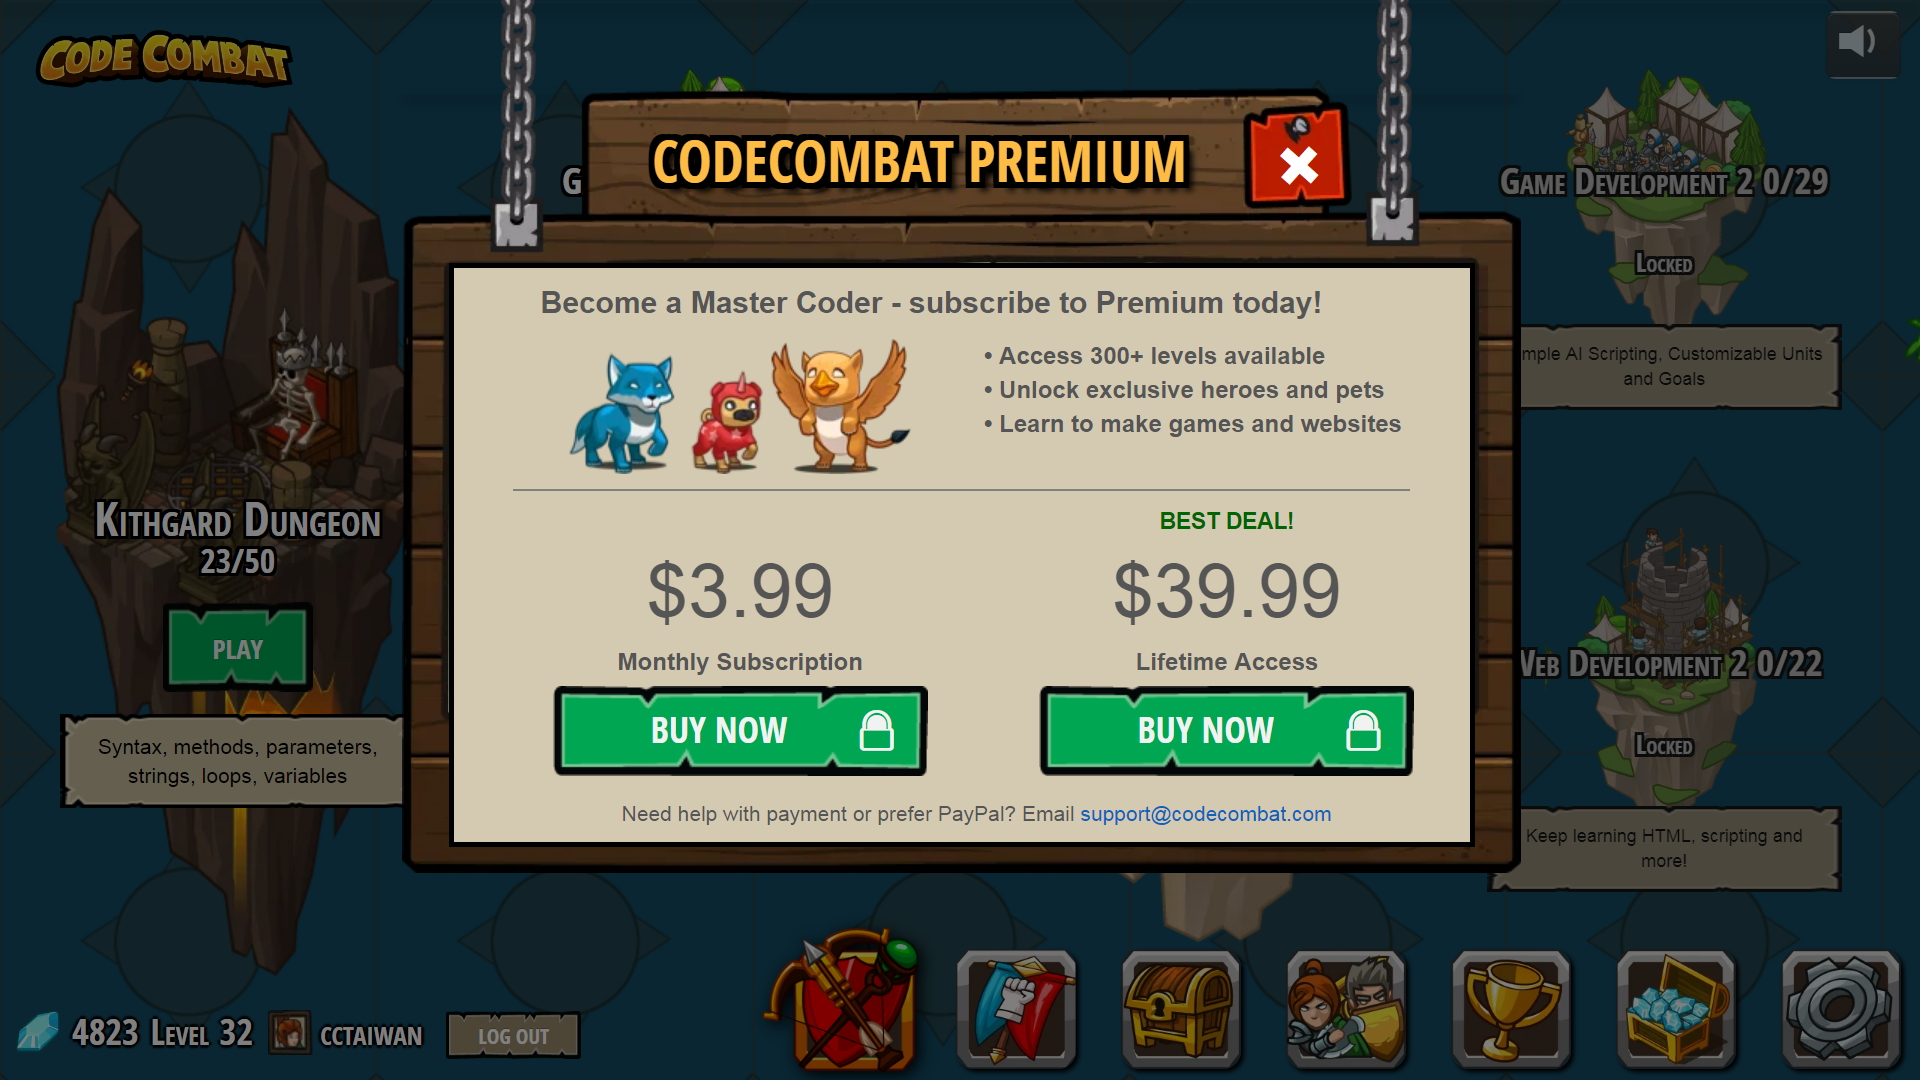 CODE COMBAT
G
CODECOMBAT PREMIUM
GAME DEVELOPMENT 2 0/29
LOCKED
mple AI Scripting, Customizable Units
and Goals
Become a Master Coder - subscribe to Premium today!
• Access 300+ levels available
• Unlock exclusive heroes and pets
• Learn to make games and websites
KITHGARD DUNGEON
23/50
PLAY
Syntax, methods, parameters,
strings, loops, variables
BEST DEAL!
$3.99
$39.99
Monthly Subscription
Lifetime Access
BUY NOW
BUY NOW
Need help with payment or prefer PayPal? Email support@codecombat.com
WEB DEVELOPMENT 2 0/22
LOCKED
Keep learning HTML, scripting and
more!
4823 LEVEL 32
CCTAIWAN
LOG OUT